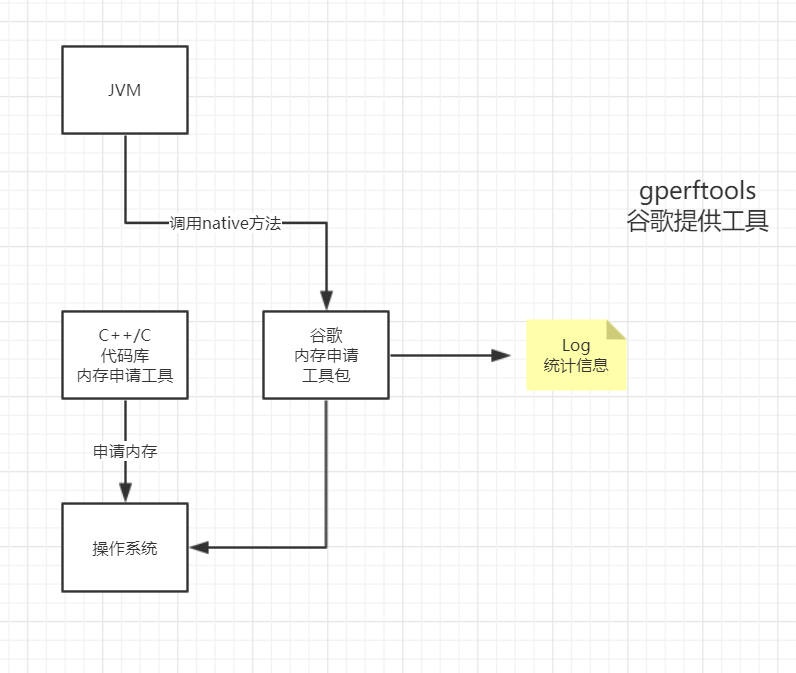 JVM
gperftools
谷歌提供工具
调用native方法
C++/C
代码库
内存申请工具
谷歌
内存申请
工具包
Log
统计信息
申请内存
操作系统